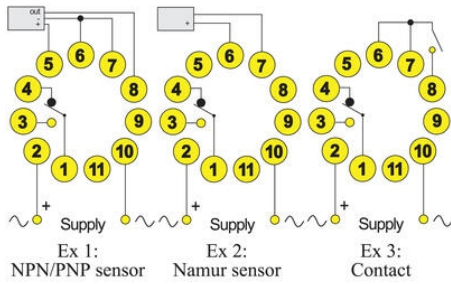 out
-
+
5 6 7
4 8
3 9
2 10
1 11
+
Supply
Ex 1:
NPN/PNP sensor
-
+
5 6 7
4 8
3 9
2 10
1 11
+
Supply
Ex 2:
Namur sensor
5 6 7
4 8
3 9
2 10
1 11
+
Supply
Ex 3:
Contact